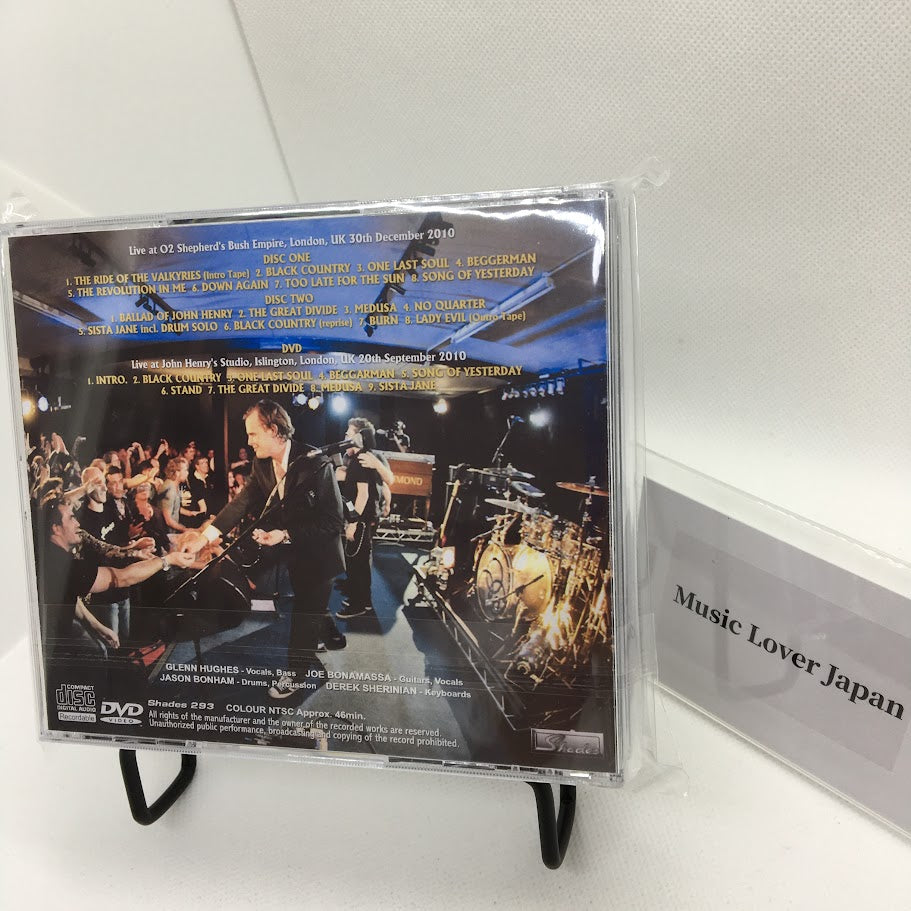 Live at O2 Shepherd's Bush Empire, London, UK 30th December 2010
DISC ONE
1. THE RIDE OF THE VALKYRIES (Intro Tape) 2. BLACK COUNTRY 3. ONE LAST SOUL 4. BEGGERMAN
5. THE REVOLUTION IN ME 6. DOWN AGAIN 7. TOO LATE FOR THE SUN 8. SONG OF YESTERDAY
DISC TWO
1. BALLAD OF JOHN HENRY 2. THE GREAT DIVIDE 3. MEDUSA 4. NO QUARTER
5. SISTA JANE incl. DRUM SOLO 6. BLACK COUNTRY (reprise) 7. BURN 8. LADY EVIL (Outro Tape)
DVD
Live at John Henry's Studio, Islington, London, UK 20th September 2010
1. INTRO. 2. BLACK COUNTRY 3. ONE LAST SOUL 4. BEGGARMAN 5. SONG OF YESTERDAY
6. STAND 7. THE GREAT DIVIDE 8. MEDUSA 9. SISTA JANE
MOND
GLENN HUGHES - Vocals, Bass JOE BONAMASSA - Guitars, Vocals
JASON BONHAM - Drums, Percussion DEREK SHERINIAN - Keyboards
COMPACT
disc
DIGITAL AUDIO
Recordable
DVD
VIDEO
Shades 293 COLOUR NTSC Approx. 46min.
All rights of the manufacturer and the owner of the recorded works are reserved.
Unauthorized public performance, broadcasting and copying of the record prohibited.
Shades
Music Lover Japan